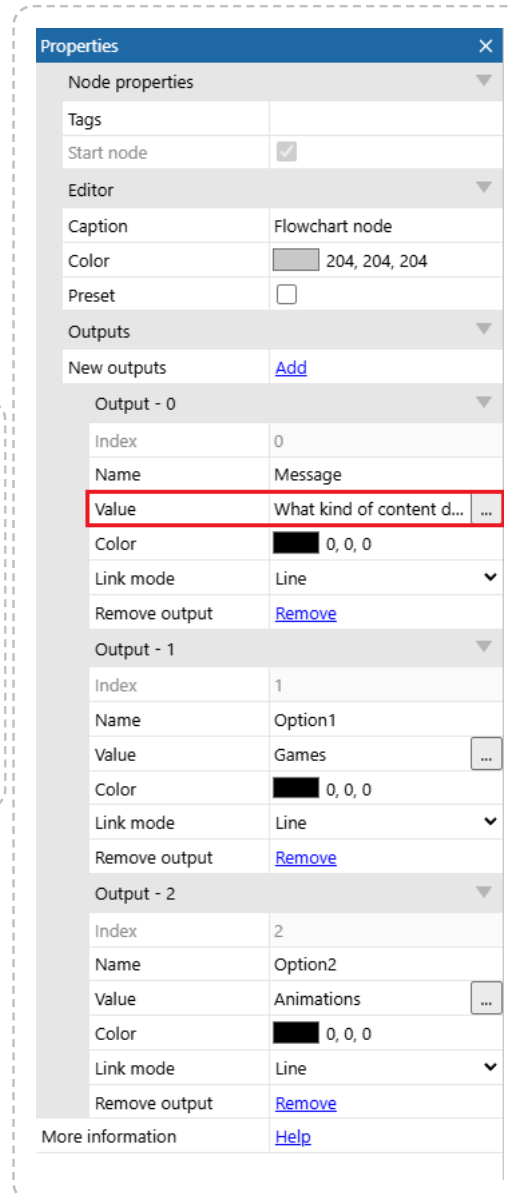 Properties
Node properties
Tags
Start node
Editor
Caption Flowchart node
Color 204, 204, 204
Preset
Outputs
New outputs Add
Output - 0
Index 0
Name Message
Value What kind of content d... ...
Color 0, 0, 0
Link mode Line
Remove output Remove
Output - 1
Index 1
Name Option1
Value Games ...
Color 0, 0, 0
Link mode Line
Remove output Remove
Output - 2
Index 2
Name Option2
Value Animations ...
Color 0, 0, 0
Link mode Line
Remove output Remove
More information Help